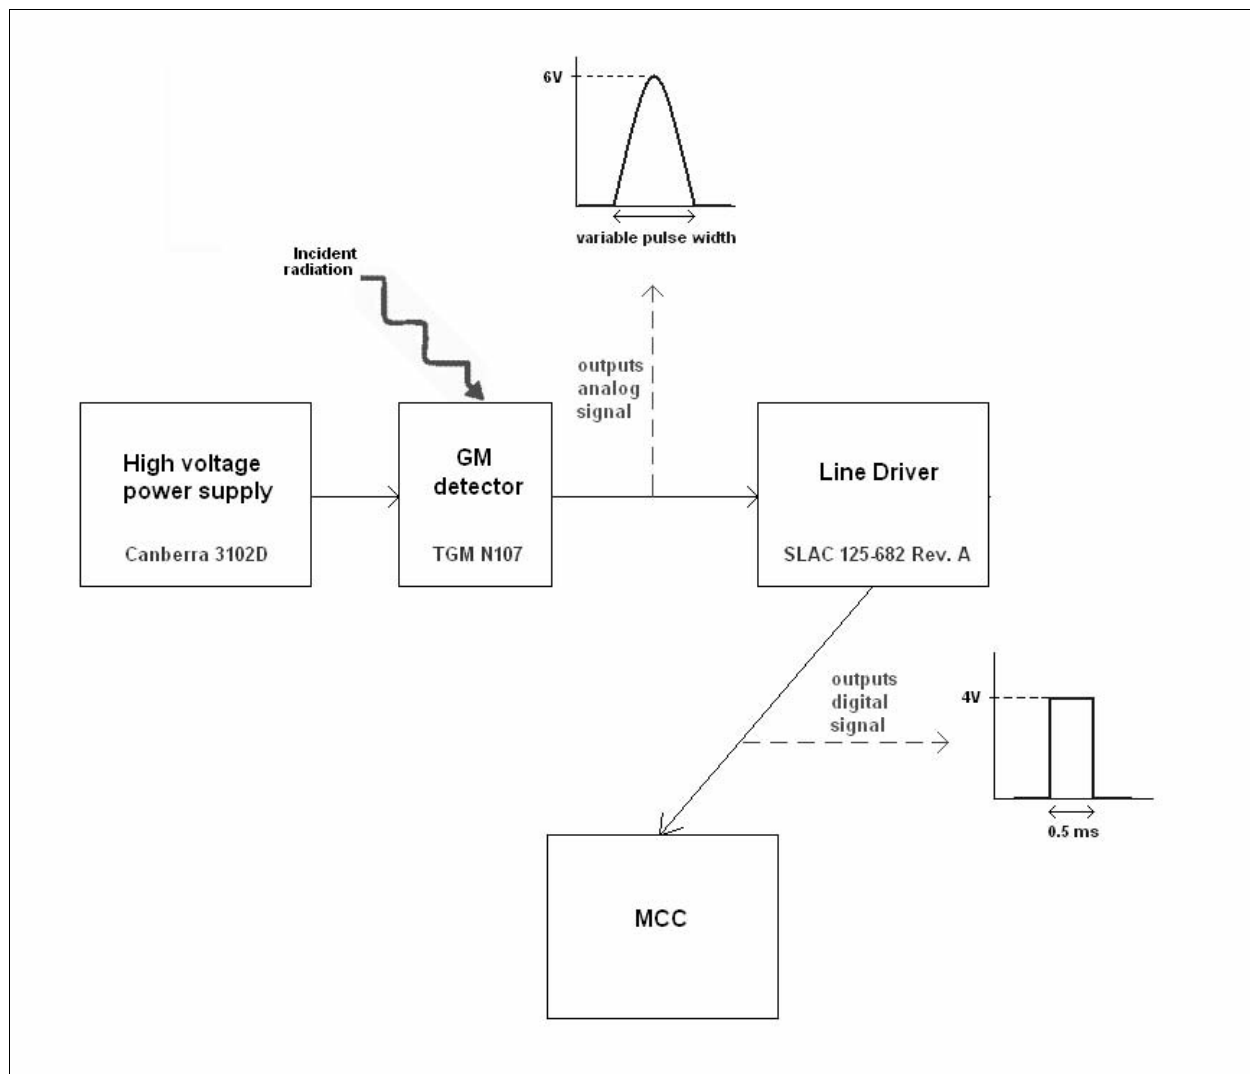 6V
variable pulse width
Incident
radiation
outputs
analog
signal
High voltage
power supply
Canberra 3102D
GM
detector
TGM N107
Line Driver
SLAC 125-682 Rev. A
outputs
digital
signal
4V
0.5 ms
MCC